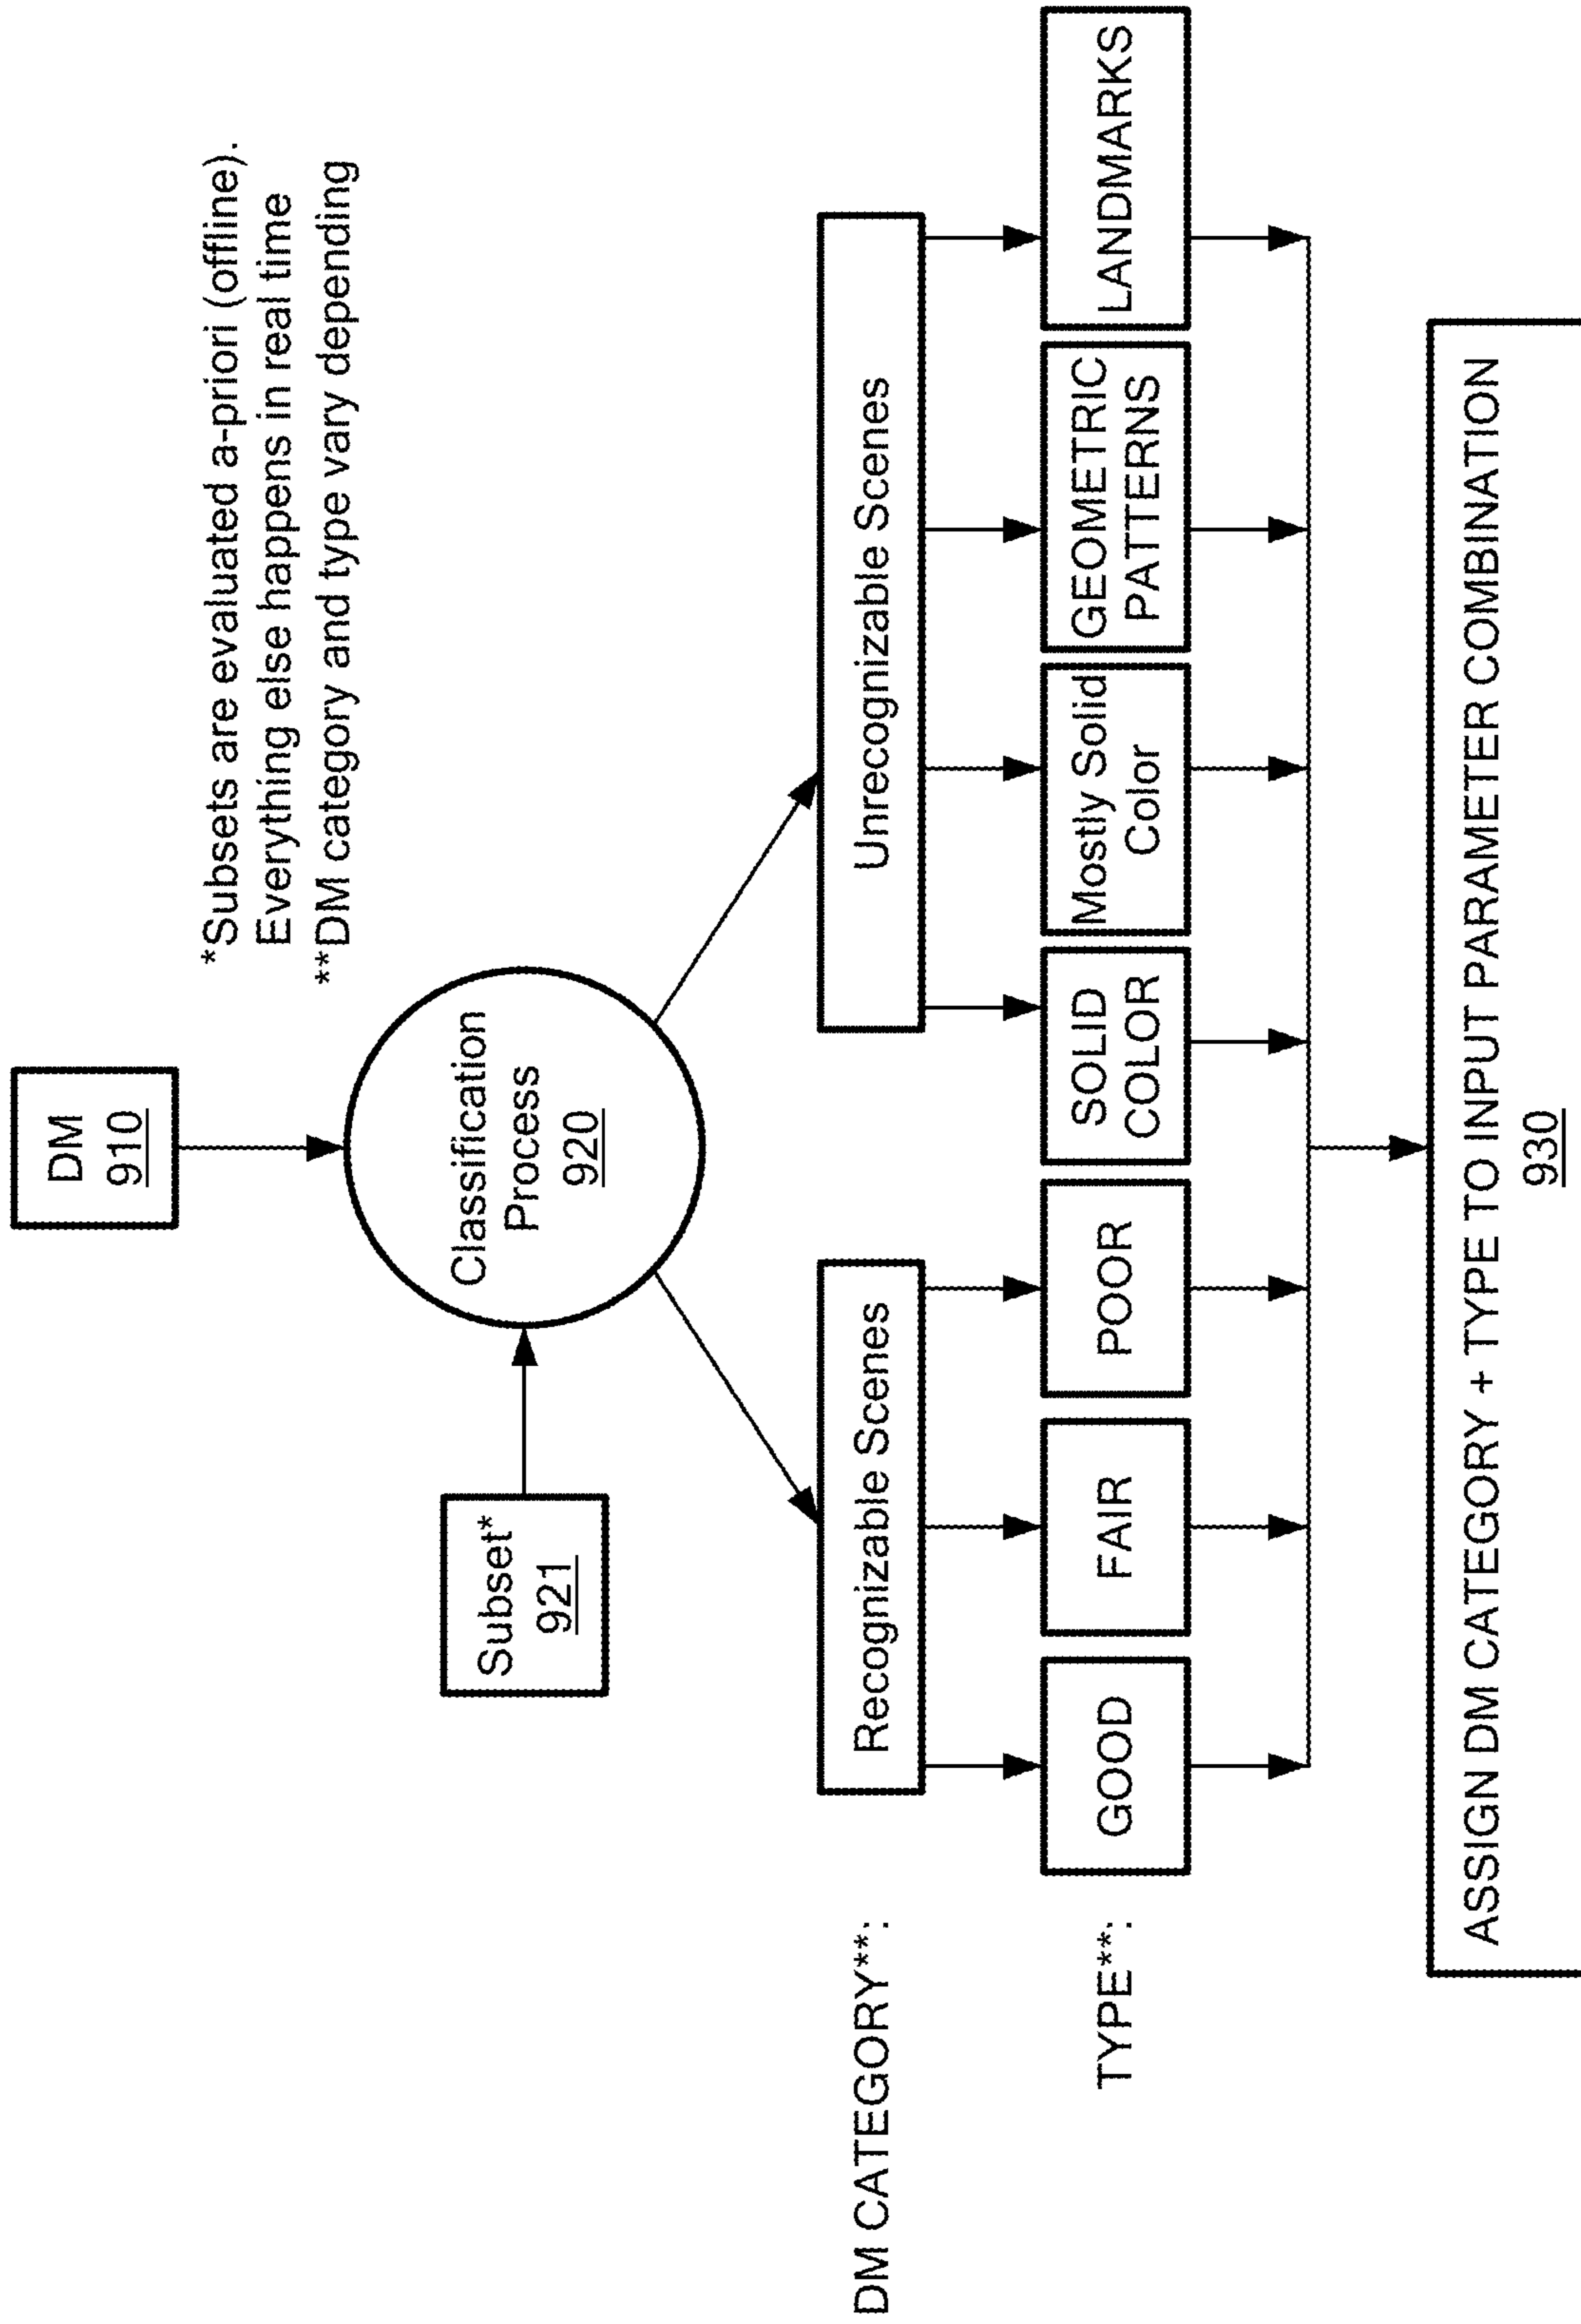 DM
910
*Subsets are evaluated a-priori (offline).
Everything else happens in real time
**DM category and type vary depending
Subset*
921
Classification
Process
920
DM CATEGORY**:
Recognizable Scenes
Unrecognizable Scenes
TYPE**:
GOOD
FAIR
POOR
SOLID
COLOR
Mostly Solid
Color
GEOMETRIC
PATTERNS
LANDMARKS
ASSIGN DM CATEGORY + TYPE TO INPUT PARAMETER COMBINATION
930